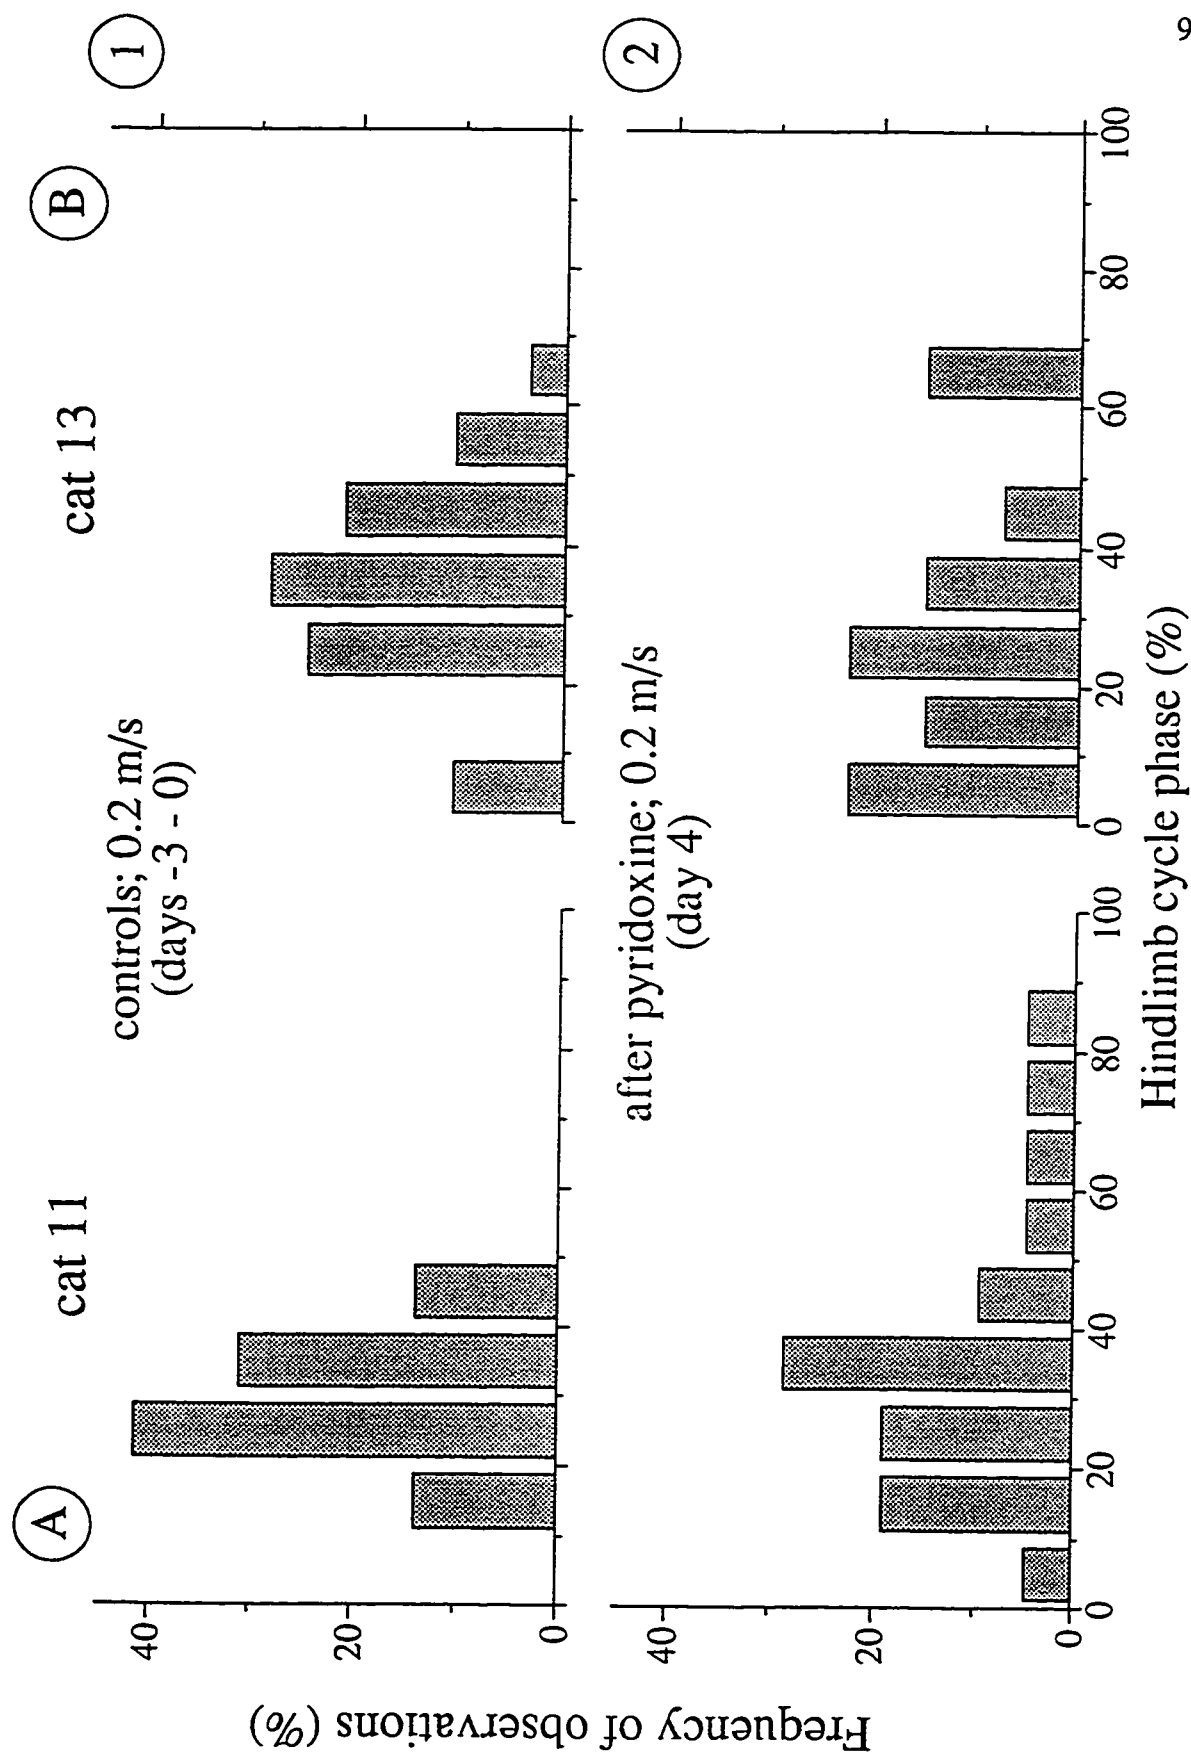 A
cat 11
cat 13
B
1
controls; 0.2 m/s
(days -3 - 0)
40
20
0
2
after pyridoxine; 0.2 m/s
(day 4)
40
20
0
0 20 40 60 80 100
0 20 40 60 80 100
Hindlimb cycle phase (%)
Frequency of observations (%)
9